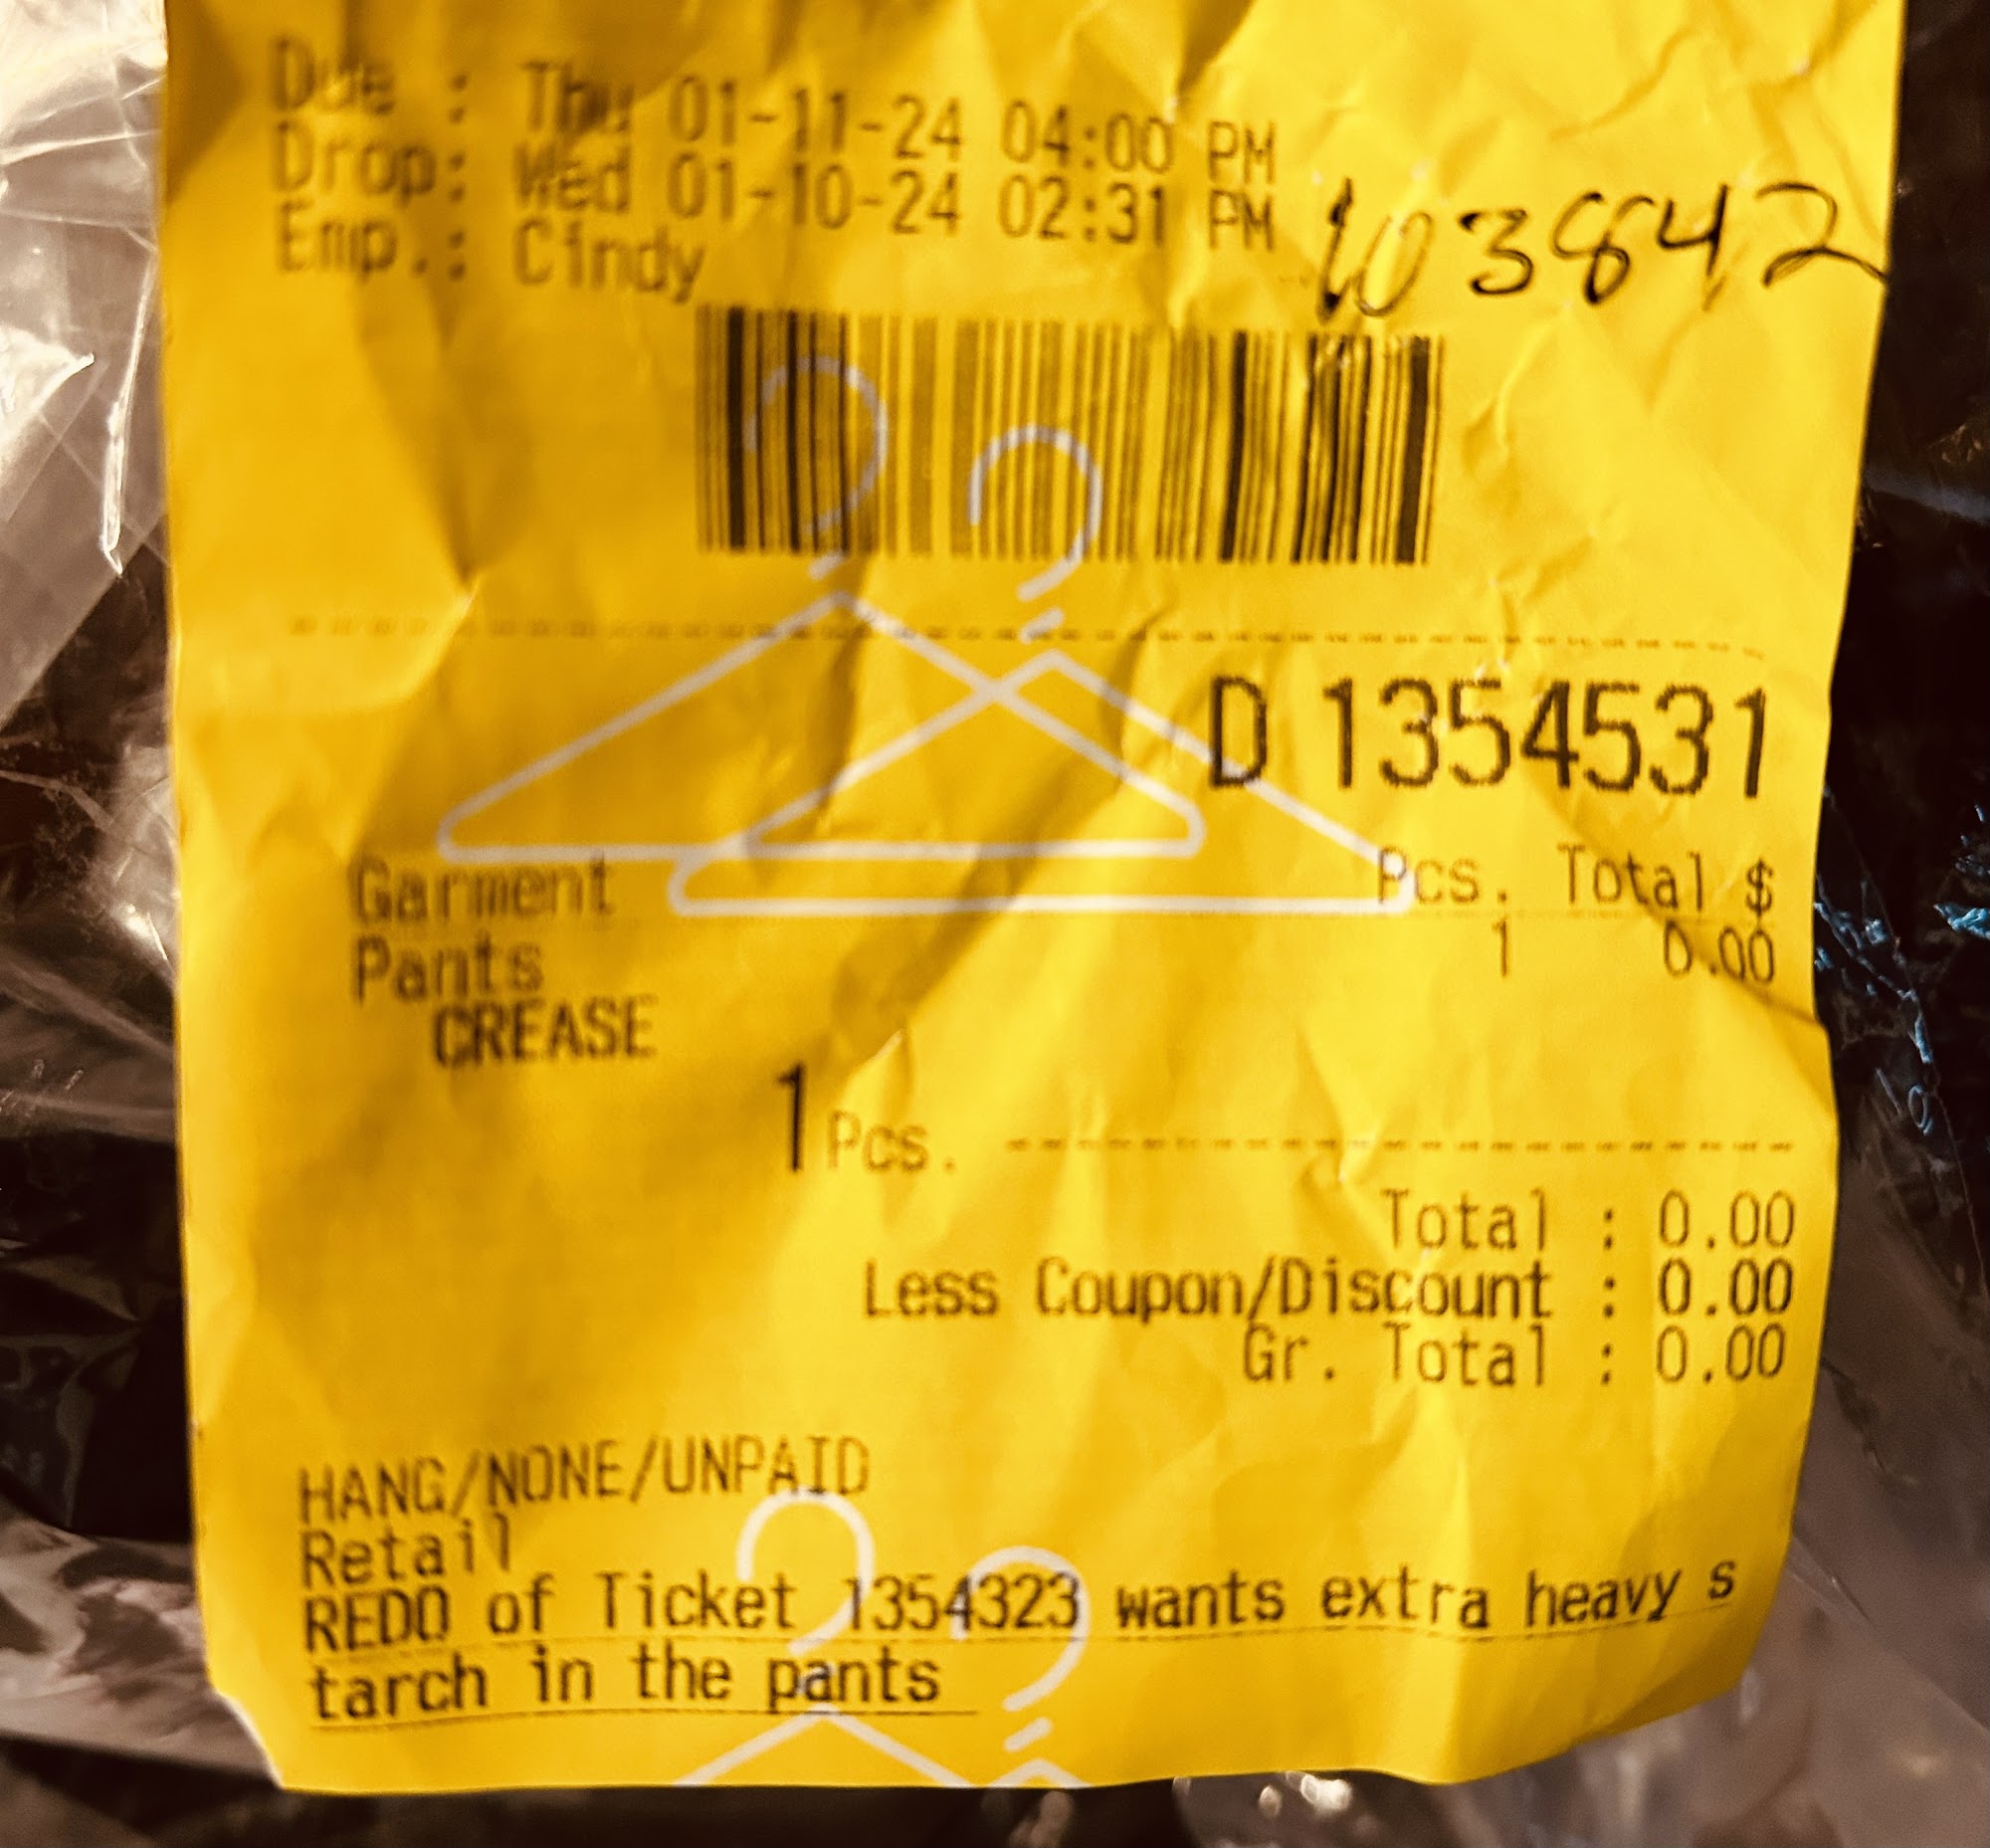 Due : Thu 01-11-24 04:00 PM
Drop: Wed 01-10-24 02:31 PM
Emp.: Cindy
103842
D 1354531
Garment Pcs. Total $
Pants 1 0.00
CREASE
1 Pcs.
Total : 0.00
Less Coupon/Discount : 0.00
Gr. Total : 0.00
HANG/NONE/UNPAID
Retail
REDO of Ticket 1354323 wants extra heavy s
tarch in the pants